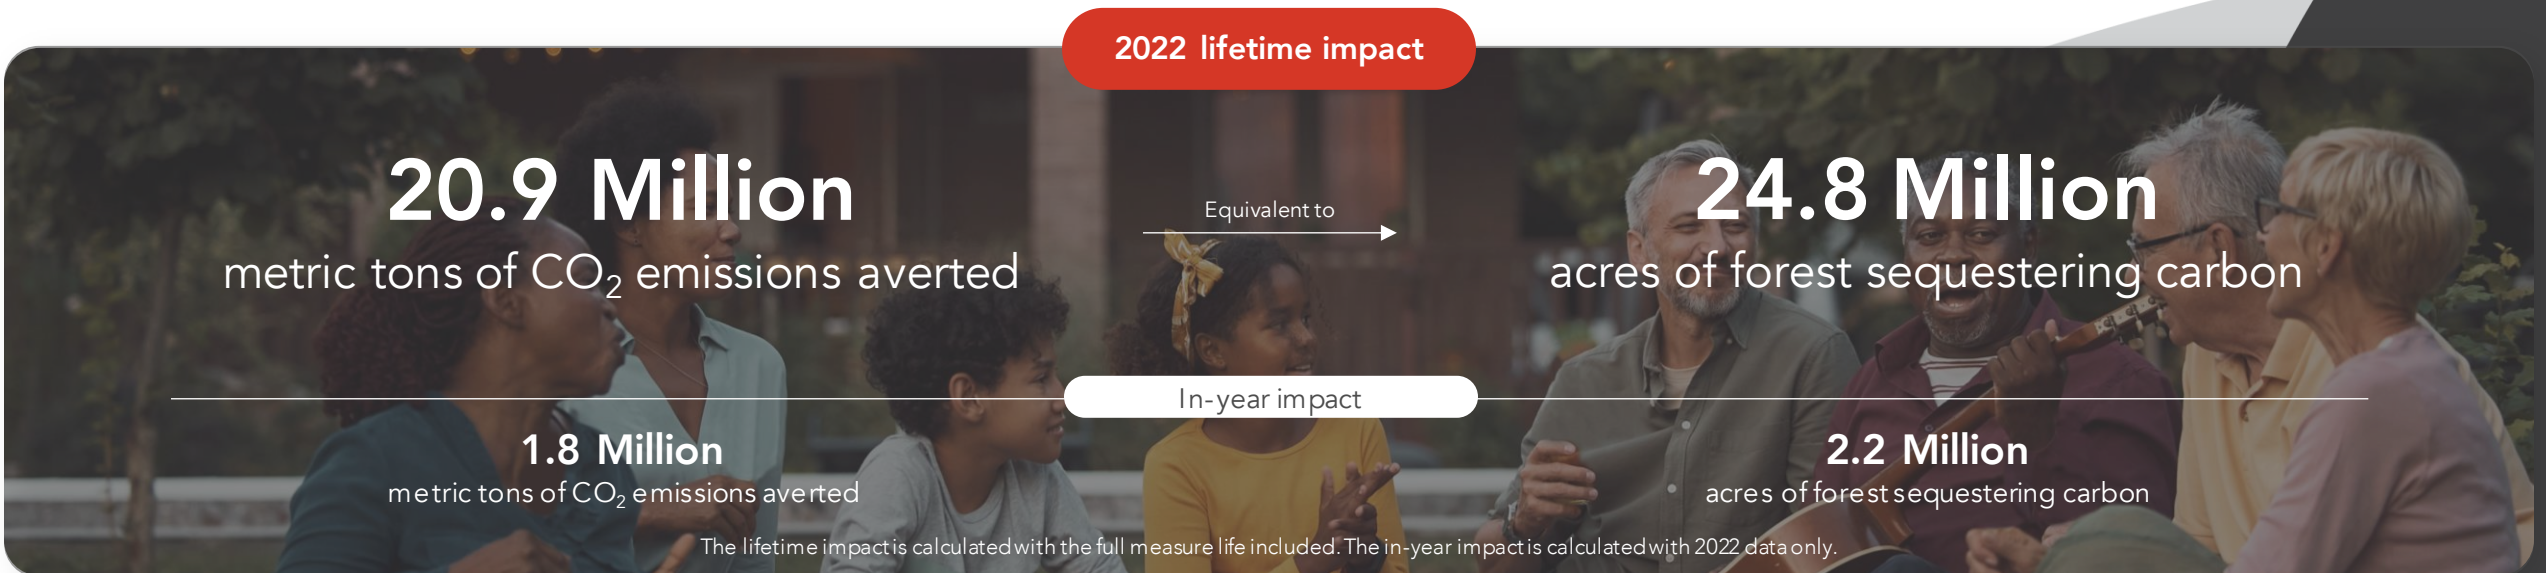 2022 lifetime impact
20.9 Million
metric tons of CO₂ emissions averted
Equivalent to
24.8 Million
acres of forest sequestering carbon
In-year impact
1.8 Million
metric tons of CO₂ emissions averted
2.2 Million
acres of forest sequestering carbon
The lifetime impact is calculated with the full measure life included. The in-year impact is calculated with 2022 data only.